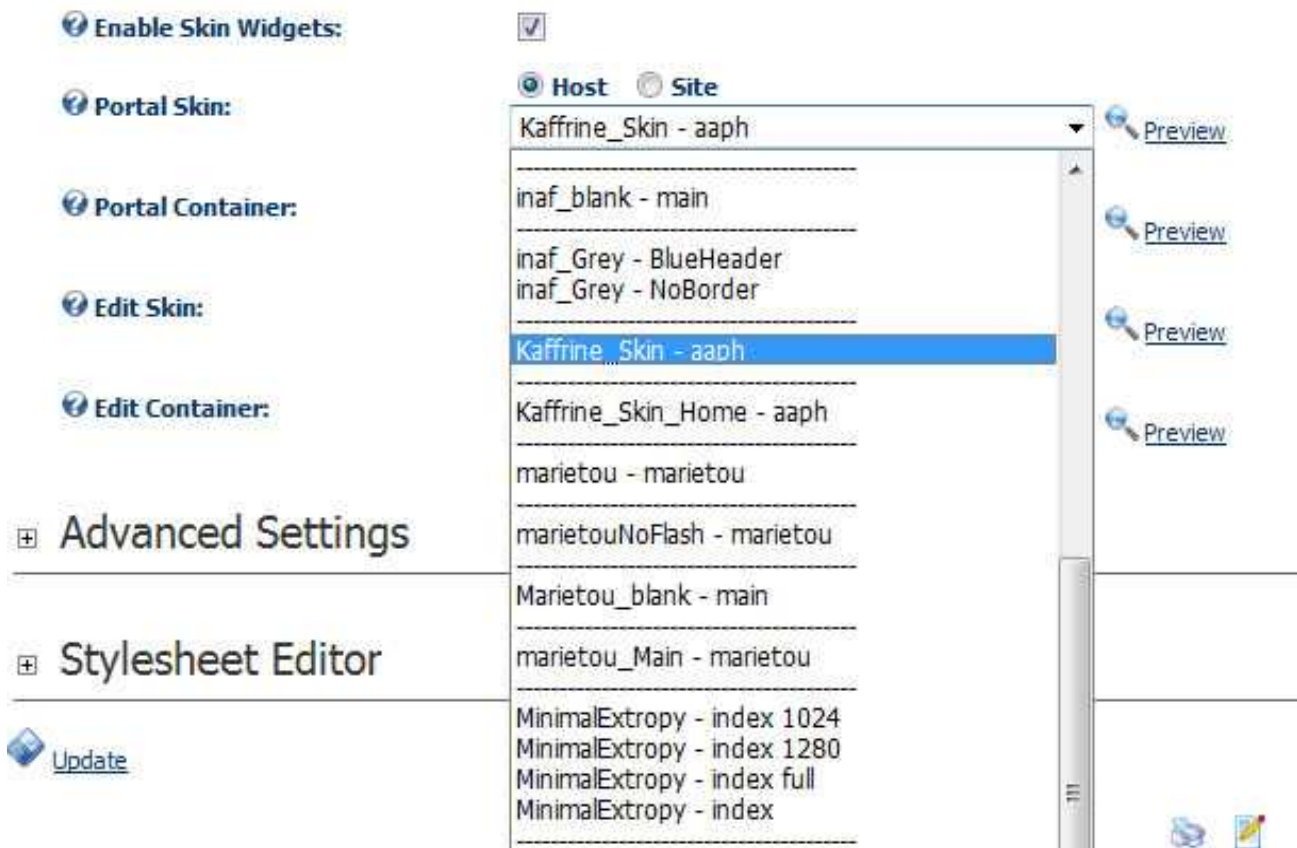 Enable Skin Widgets:
Host Site
Portal Skin:
Kaffrine_Skin - aaph
Preview
----------------------------------------
inaf_blank - main
Portal Container:
----------------------------------------
Preview
inaf_Grey - BlueHeader
inaf_Grey - NoBorder
Edit Skin:
----------------------------------------
Preview
Kaffrine_Skin - aaph
----------------------------------------
Edit Container:
Kaffrine_Skin_Home - aaph
Preview
----------------------------------------
marietou - marietou
----------------------------------------
Advanced Settings
marietouNoFlash - marietou
----------------------------------------
Marietou_blank - main
----------------------------------------
Stylesheet Editor
marietou_Main - marietou
----------------------------------------
MinimalExtropy - index 1024
MinimalExtropy - index 1280
Update
MinimalExtropy - index full
MinimalExtropy - index
----------------------------------------